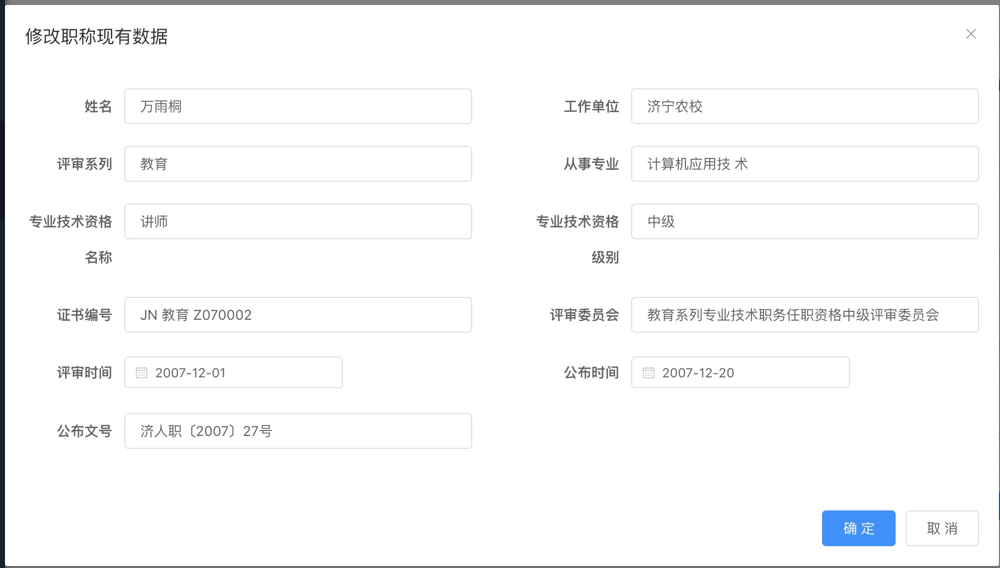 修改职称现有数据
姓名 万雨桐 工作单位 济宁农校
评审系列 教育 从事专业 计算机应用技 术
专业技术资格 讲师 专业技术资格 中级
名称 级别
证书编号 JN 教育 Z070002 评审委员会 教育系列专业技术职务任职资格中级评审委员会
评审时间 2007-12-01 公布时间 2007-12-20
公布文号 济人职〔2007〕27号
确 定 取 消